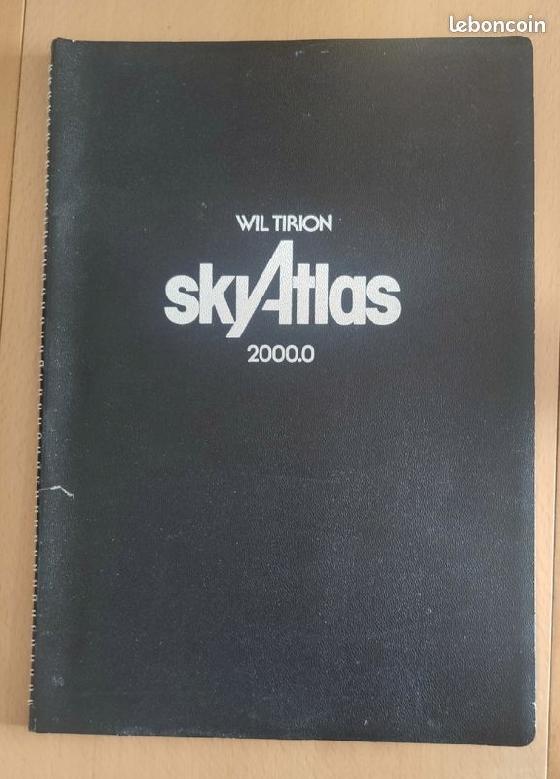 leboncoin
WIL TIRION
skyAtlas
2000.0